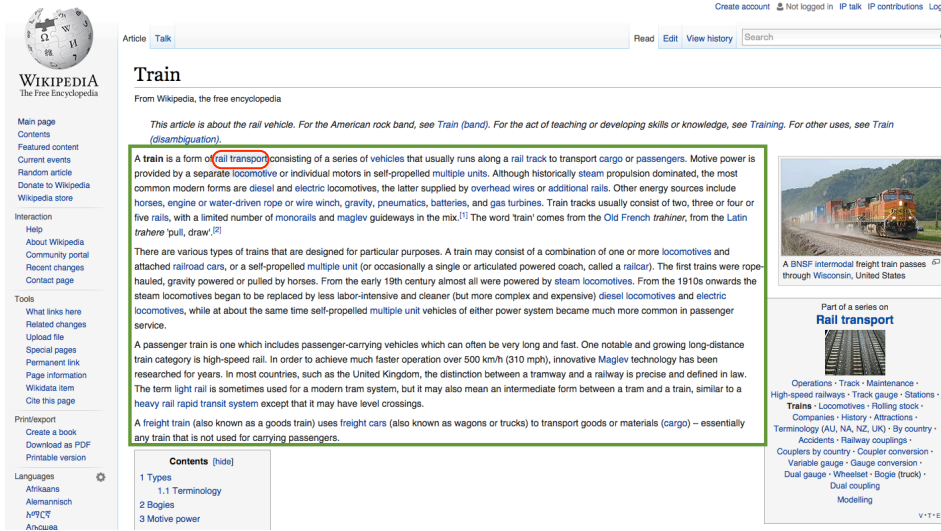 Create account Not logged in IP talk IP contributions Log
WIKIPEDIA
The Free Encyclopedia
Main page
Contents
Featured content
Current events
Random article
Donate to Wikipedia
Wikipedia store
Interaction
Help
About Wikipedia
Community portal
Recent changes
Contact page
Tools
What links here
Related changes
Upload file
Special pages
Permanent link
Page information
Wikidata item
Cite this page
Print/export
Create a book
Download as PDF
Printable version
Languages
Afrikaans
Alemannisch
አማርኛ
Аҧсшәа
Article Talk
Read Edit View history Search
Train
From Wikipedia, the free encyclopedia
This article is about the rail vehicle. For the American rock band, see Train (band). For the act of teaching or developing skills or knowledge, see Training. For other uses, see Train
(disambiguation).
A train is a form of rail transport consisting of a series of vehicles that usually runs along a rail track to transport cargo or passengers. Motive power is
provided by a separate locomotive or individual motors in self-propelled multiple units. Although historically steam propulsion dominated, the most
common modern forms are diesel and electric locomotives, the latter supplied by overhead wires or additional rails. Other energy sources include
horses, engine or water-driven rope or wire winch, gravity, pneumatics, batteries, and gas turbines. Train tracks usually consist of two, three or four or
five rails, with a limited number of monorails and maglev guideways in the mix.[1] The word 'train' comes from the Old French trahiner, from the Latin
trahere 'pull, draw'.[2]
There are various types of trains that are designed for particular purposes. A train may consist of a combination of one or more locomotives and
attached railroad cars, or a self-propelled multiple unit (or occasionally a single or articulated powered coach, called a railcar). The first trains were rope-
hauled, gravity powered or pulled by horses. From the early 19th century almost all were powered by steam locomotives. From the 1910s onwards the
steam locomotives began to be replaced by less labor-intensive and cleaner (but more complex and expensive) diesel locomotives and electric
locomotives, while at about the same time self-propelled multiple unit vehicles of either power system became much more common in passenger
service.
A passenger train is one which includes passenger-carrying vehicles which can often be very long and fast. One notable and growing long-distance
train category is high-speed rail. In order to achieve much faster operation over 500 km/h (310 mph), innovative Maglev technology has been
researched for years. In most countries, such as the United Kingdom, the distinction between a tramway and a railway is precise and defined in law.
The term light rail is sometimes used for a modern tram system, but it may also mean an intermediate form between a tram and a train, similar to a
heavy rail rapid transit system except that it may have level crossings.
A freight train (also known as a goods train) uses freight cars (also known as wagons or trucks) to transport goods or materials (cargo) – essentially
any train that is not used for carrying passengers.
Contents [hide]
1 Types
1.1 Terminology
2 Bogies
3 Motive power
A BNSF intermodal freight train passes
through Wisconsin, United States
Part of a series on
Rail transport
Operations · Track · Maintenance ·
High-speed railways · Track gauge · Stations ·
Trains · Locomotives · Rolling stock ·
Companies · History · Attractions ·
Terminology (AU, NA, NZ, UK) · By country ·
Accidents · Railway couplings ·
Couplers by country · Coupler conversion ·
Variable gauge · Gauge conversion ·
Dual gauge · Wheelset · Bogie (truck) ·
Dual coupling
Modelling
V·T·E